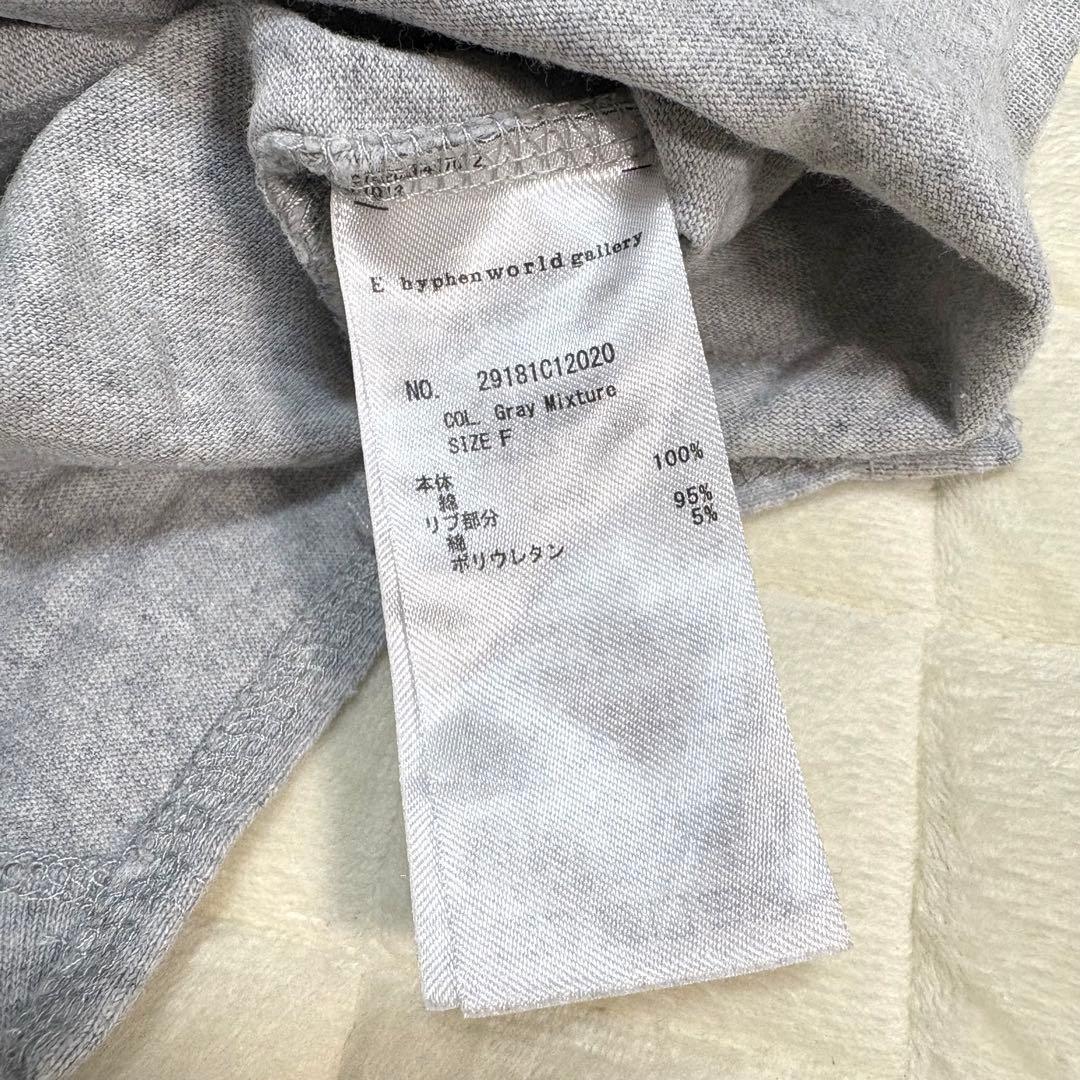 E hyphen world gallery
NO. 29181C12020
COL. Gray Mixture
SIZE F
本体
綿 100%
リブ部分
綿 95%
ポリウレタン 5%